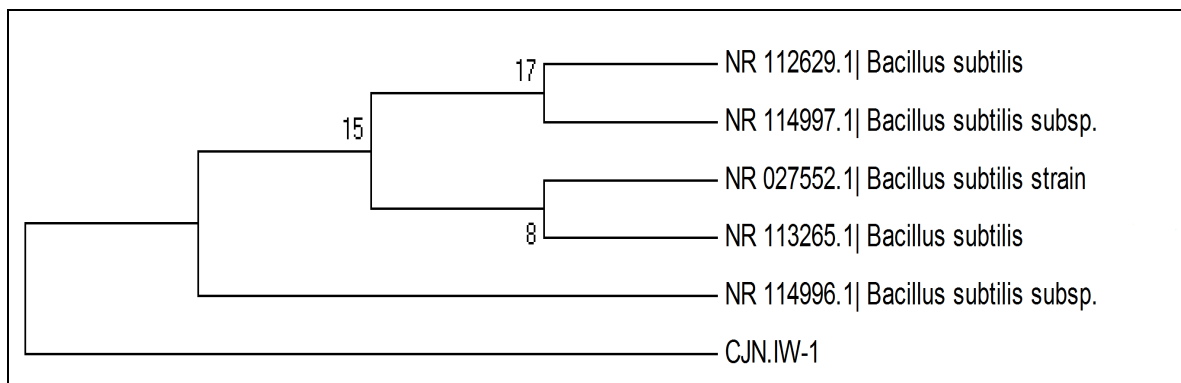 17
NR 112629.1| Bacillus subtilis
NR 114997.1| Bacillus subtilis subsp.
15
NR 027552.1| Bacillus subtilis strain
8
NR 113265.1| Bacillus subtilis
NR 114996.1| Bacillus subtilis subsp.
CJN.IW-1